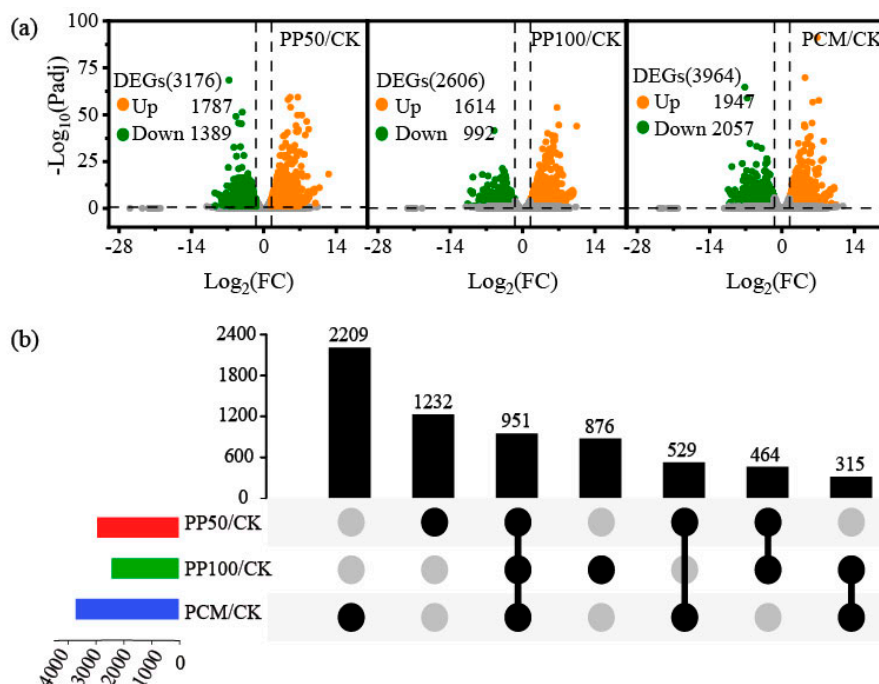 (a)
100
75
50
25
0
-Log10(Padj)
PP50/CK
DEGs(3176)
Up 1787
Down 1389
-28 -14 0 14
Log2(FC)
PP100/CK
DEGs(2606)
Up 1614
Down 992
-28 -14 0 14
Log2(FC)
PCM/CK
DEGs(3964)
Up 1947
Down 2057
-28 -14 0 14
Log2(FC)
(b)
2400
1800
1200
600
0
2209 1232 951 876 529 464 315
PP50/CK
PP100/CK
PCM/CK
4000 3000 2000 1000 0